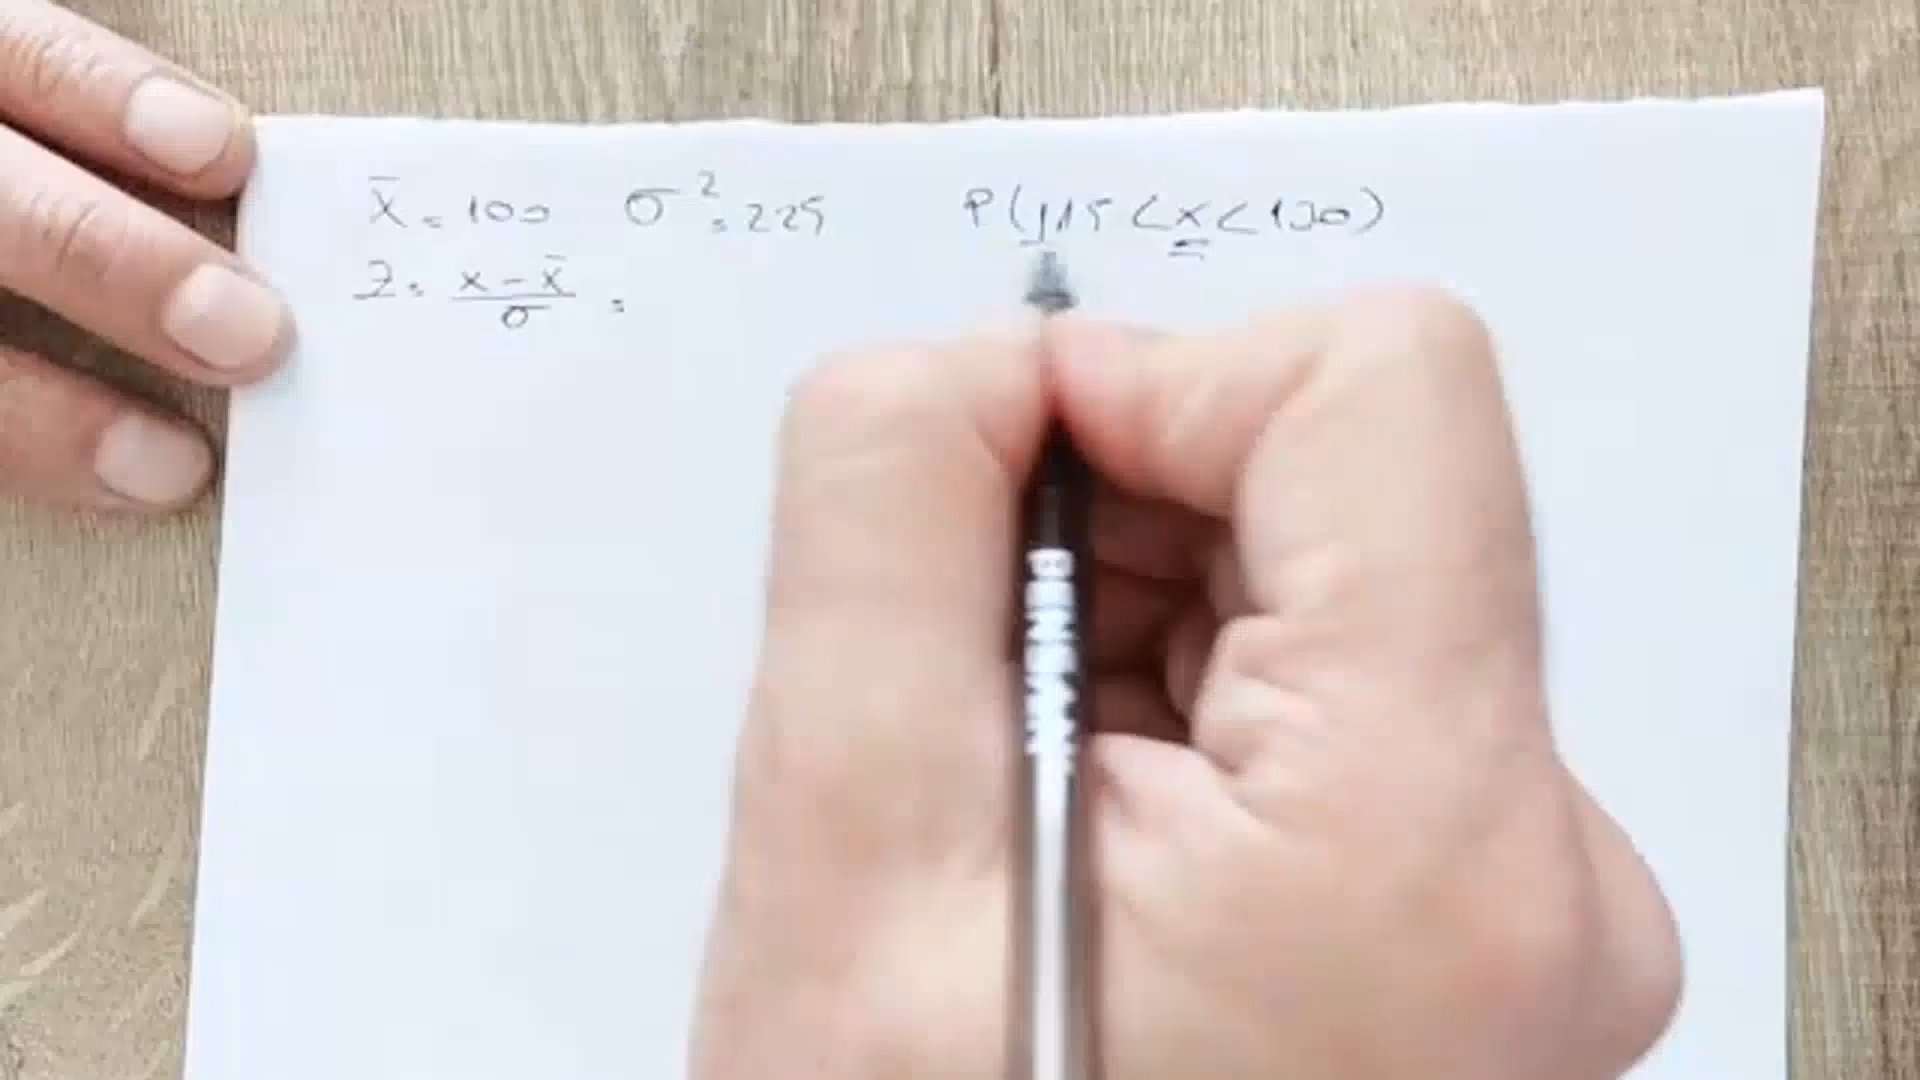 x̄ = 100 σ² = 225 P(115 < x < 130)
z = (x - x̄)/σ =